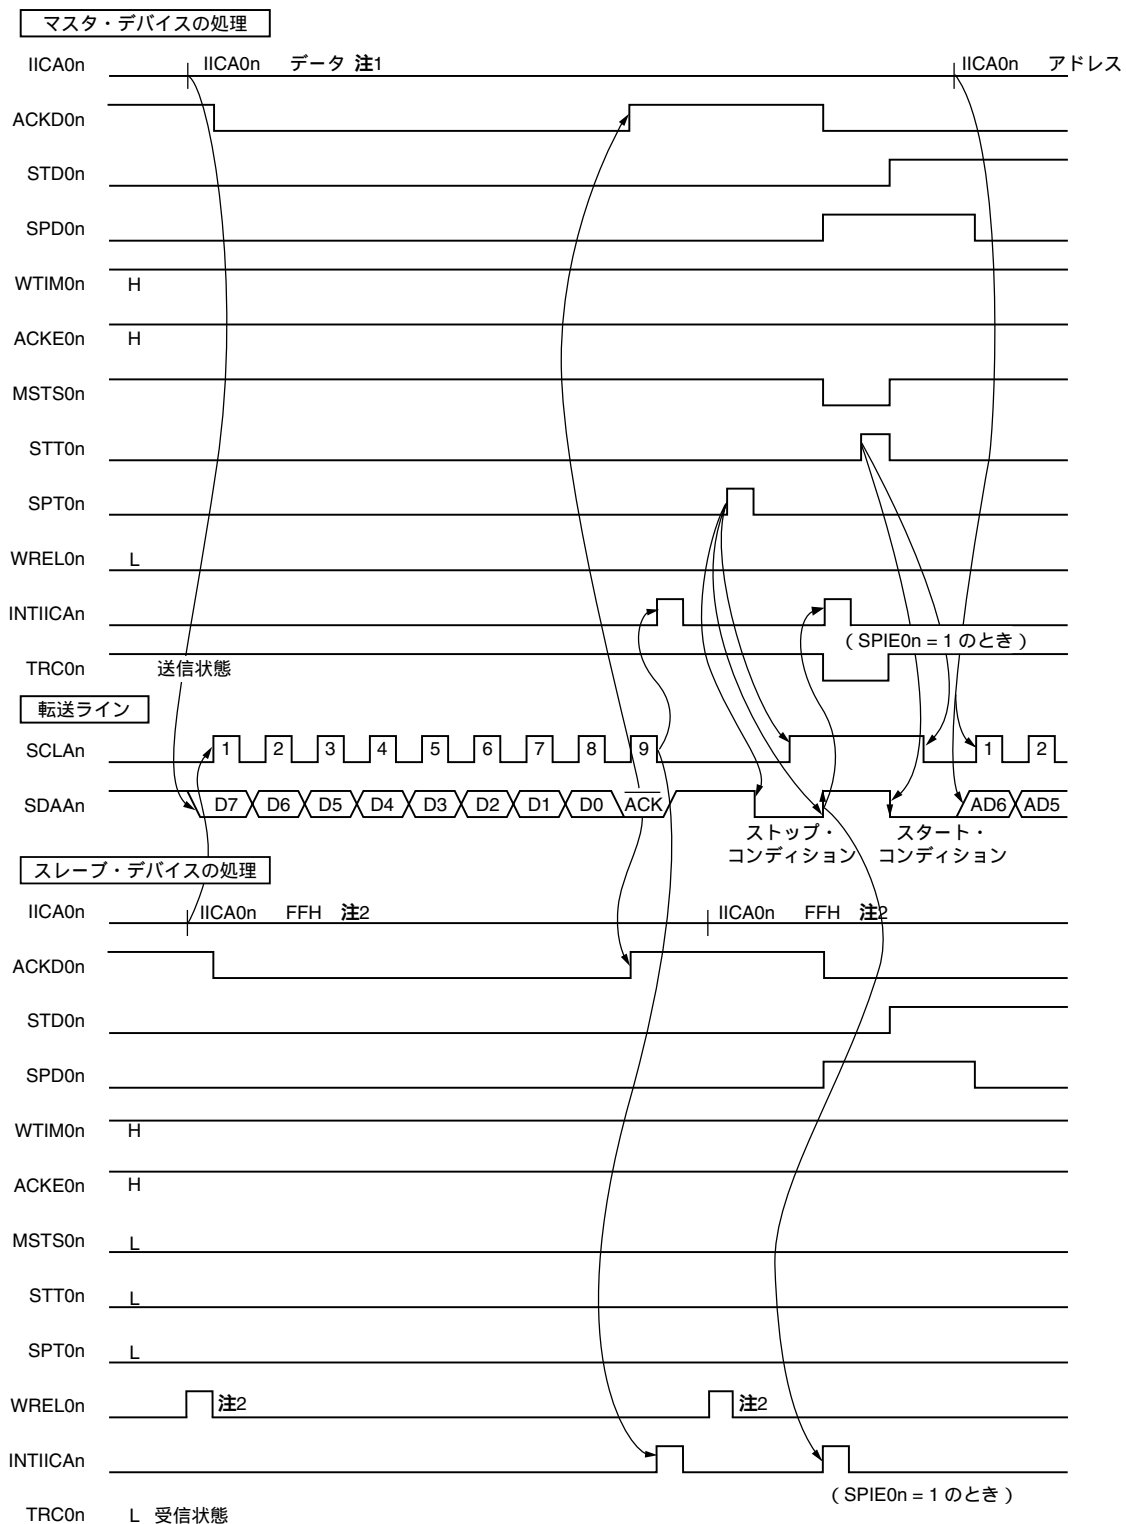 マスタ・デバイスの処理
IICA0n IICA0n データ 注1 IICA0n アドレス
ACKD0n
STD0n
SPD0n
WTIM0n H
ACKE0n H
MSTS0n
STT0n
SPT0n
WREL0n L
INTIICAn
(SPIE0n = 1 のとき)
TRC0n 送信状態
転送ライン
SCLAn 1 2 3 4 5 6 7 8 9 1 2
SDAAn D7 D6 D5 D4 D3 D2 D1 D0 ACK AD6 AD5
ストップ・ スタート・
コンディション コンディション
スレーブ・デバイスの処理
IICA0n IICA0n FFH 注2 IICA0n FFH 注2
ACKD0n
STD0n
SPD0n
WTIM0n H
ACKE0n H
MSTS0n L
STT0n L
SPT0n L
WREL0n 注2 注2
INTIICAn
(SPIE0n = 1 のとき)
TRC0n L 受信状態